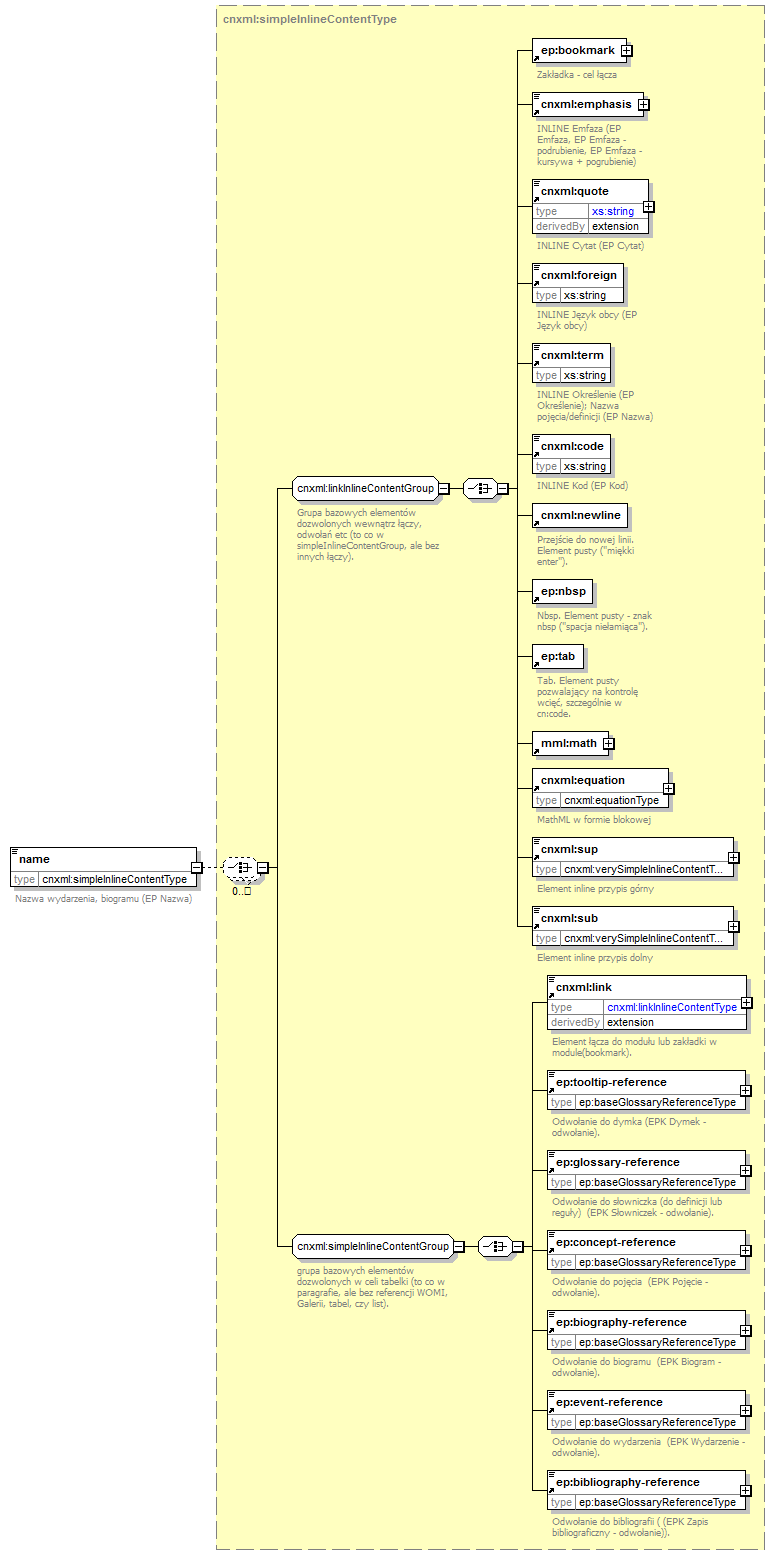 cnxml:simpleInlineContentType
ep:bookmark
Zakładka - cel łącza
cnxml:emphasis
INLINE Emfaza (EP
Emfaza, EP Emfaza -
podrubienie, EP Emfaza -
kursywa + pogrubienie)
cnxml:quote
type xs:string
derivedBy extension
INLINE Cytat (EP Cytat)
cnxml:foreign
type xs:string
INLINE Język obcy (EP
Język obcy)
cnxml:term
type xs:string
INLINE Określenie (EP
Określenie); Nazwa
pojęcia/definicji (EP Nazwa)
cnxml:code
type xs:string
INLINE Kod (EP Kod)
cnxml:linkInlineContentGroup
Grupa bazowych elementów
dozwolonych wewnątrz łączy,
odwołań etc (to co w
simpleInlineContentGroup, ale bez
innych łączy).
cnxml:newline
Przejście do nowej linii.
Element pusty ("miękki
enter").
ep:nbsp
Nbsp. Element pusty - znak
nbsp ("spacja niełamiąca").
ep:tab
Tab. Element pusty
pozwalający na kontrolę
wcięć, szczególnie w
cn:code.
mml:math
cnxml:equation
type cnxml:equationType
MathML w formie blokowej
cnxml:sup
type cnxml:verySimpleInlineContentT...
Element inline przypis górny
name
type cnxml:simpleInlineContentType
Nazwa wydarzenia, biogramu (EP Nazwa)
0..
cnxml:sub
type cnxml:verySimpleInlineContentT...
Element inline przypis dolny
cnxml:link
type cnxml:linkInlineContentType
derivedBy extension
Element łącza do modułu lub zakładki w
module(bookmark).
ep:tooltip-reference
type ep:baseGlossaryReferenceType
Odwołanie do dymka (EPK Dymek -
odwołanie).
ep:glossary-reference
type ep:baseGlossaryReferenceType
Odwołanie do słowniczka (do definicji lub
reguły) (EPK Słowniczek - odwołanie).
cnxml:simpleInlineContentGroup
grupa bazowych elementów
dozwolonych w celi tabelki (to co w
paragrafie, ale bez referencji WOMI,
Galerii, tabel, czy list).
ep:concept-reference
type ep:baseGlossaryReferenceType
Odwołanie do pojęcia (EPK Pojęcie -
odwołanie).
ep:biography-reference
type ep:baseGlossaryReferenceType
Odwołanie do biogramu (EPK Biogram -
odwołanie).
ep:event-reference
type ep:baseGlossaryReferenceType
Odwołanie do wydarzenia (EPK Wydarzenie -
odwołanie).
ep:bibliography-reference
type ep:baseGlossaryReferenceType
Odwołanie do bibliografii ( (EPK Zapis
bibliograficzny - odwołanie)).